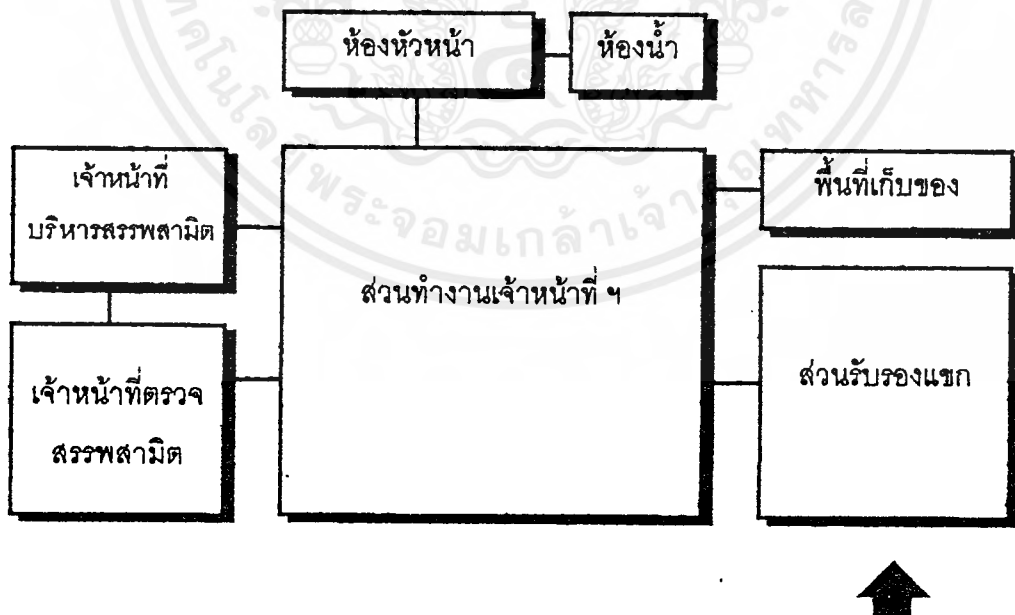 ห้องหัวหน้า
ห้องน้ำ
เจ้าหน้าที่
บริหารสรรพสามิต
พื้นที่เก็บของ
ส่วนทำงานเจ้าหน้าที่ ฯ
ส่วนรับรองแขก
เจ้าหน้าที่ตรวจ
สรรพสามิต